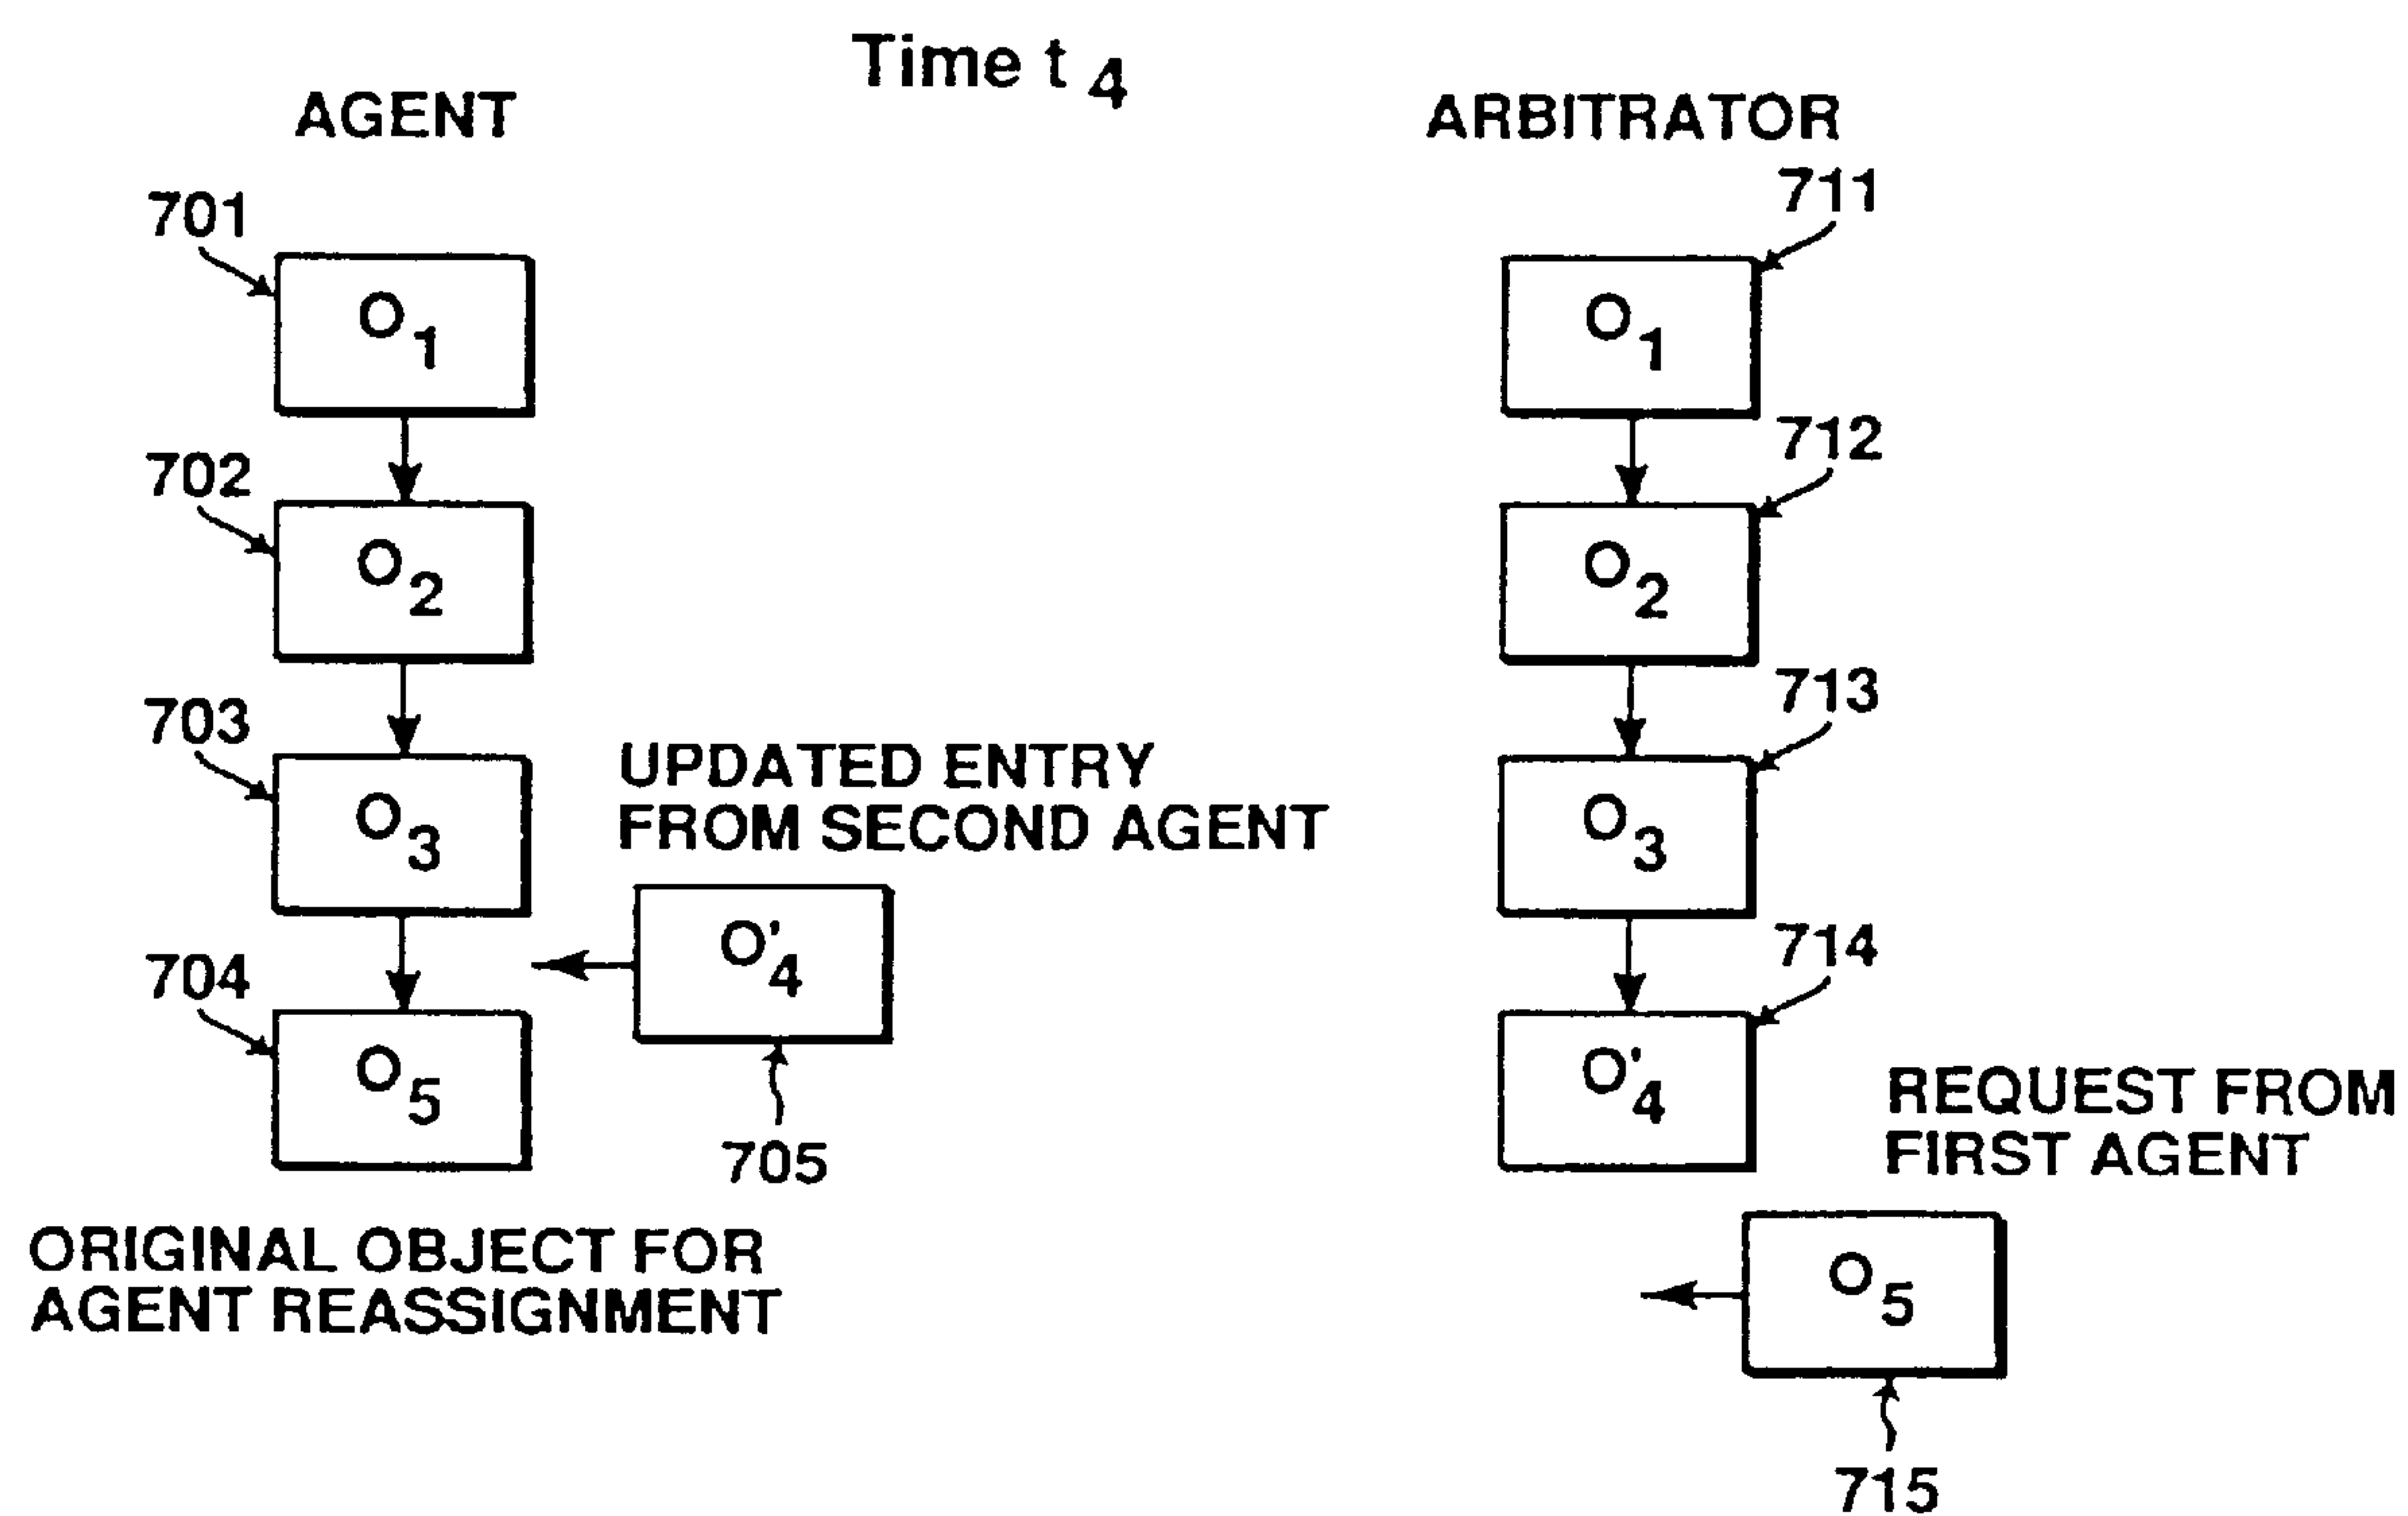 Time t 4
AGENT
ARBITRATOR
701
O1
711
O1
702
O2
712
O2
703
O3
713
O3
UPDATED ENTRY
FROM SECOND AGENT
O'4
705
704
O5
714
O'4
ORIGINAL OBJECT FOR
AGENT REASSIGNMENT
REQUEST FROM
FIRST AGENT
O5
715